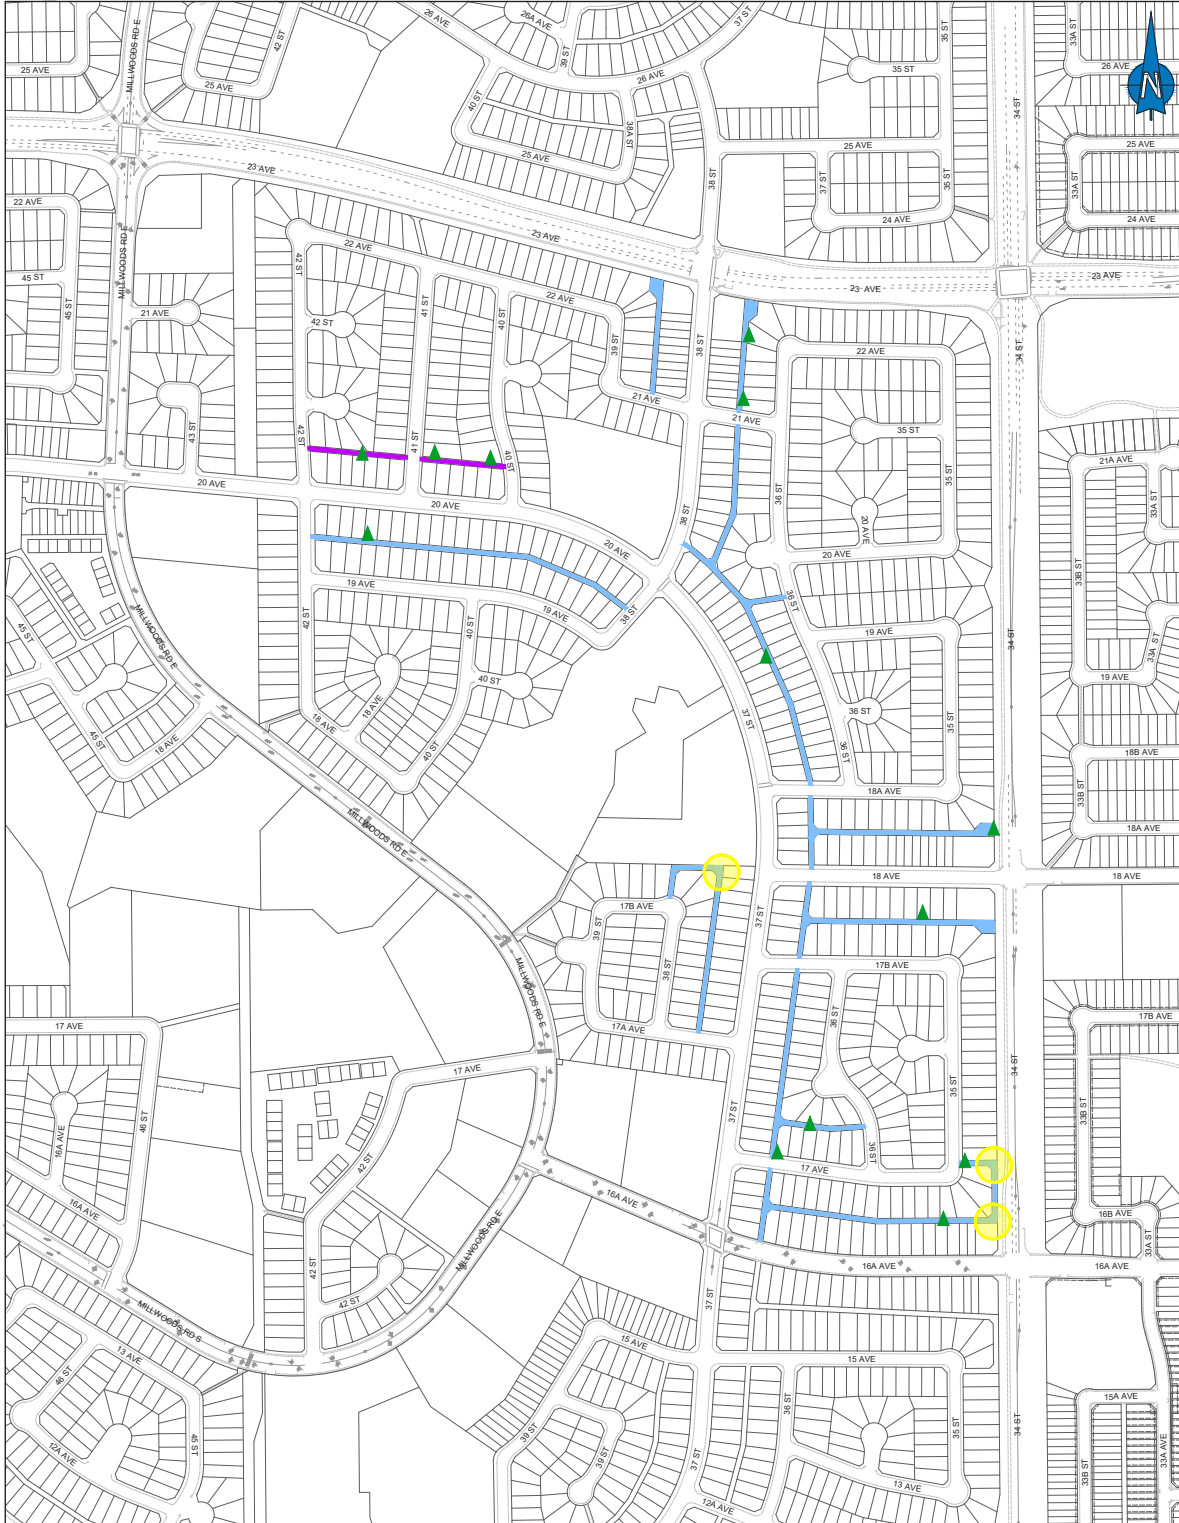 MILLWOODS RD E
42 ST
26 AVE
26A AVE
37 ST
35 ST
33A ST
39 ST
25 AVE
25 AVE
40 ST
26 AVE
35 ST
34 ST
26 AVE
N
38A ST
25 AVE
25 AVE
25 AVE
23 AVE
38 ST
37 ST
35 ST
33A ST
22 AVE
24 AVE
24 AVE
MILLWOODS RD E
23 AVE
22 AVE
42 ST
45 ST
23 AVE
23 AVE
45 ST
21 AVE
41 ST
22 AVE
40 ST
42 ST
39 ST
38 ST
22 AVE
34 ST
21 AVE
21 AVE
43 ST
42 ST
41 ST
40 ST
35 ST
35 ST
21A AVE
20 AVE
20 AVE
36 ST
38 ST
20 AVE
33A ST
20 AVE
20 AVE
19 AVE
33B ST
36 ST
19 AVE
38 ST
42 ST
40 ST
45 ST
MILLWOODS RD E
19 AVE
34 ST
33A ST
40 ST
19 AVE
18 AVE
18 AVE
37 ST
36 ST
35 ST
45 ST
18 AVE
40 ST
36 ST
18B AVE
18A AVE
33B ST
MILLWOODS RD E
18A AVE
18 AVE
18 AVE
17B AVE
39 ST
37 ST
38 ST
17B AVE
MILLWOODS RD E
36 ST
17B AVE
17 AVE
17A AVE
17 AVE
35 ST
34 ST
46 ST
16A AVE
37 ST
33B ST
42 ST
36 ST
17 AVE
16A AVE
16A AVE
MILLWOODS RD E
16B AVE
33A ST
42 ST
16A AVE
16A AVE
42 ST
37 ST
MILLWOODS RD S
15 AVE
15 AVE
13 AVE
46 ST
15A AVE
36 ST
35 ST
34 ST
39 ST
39 ST
45 ST
12A AVE
37 ST
33B ST
33A AVE
13 AVE
12A AVE